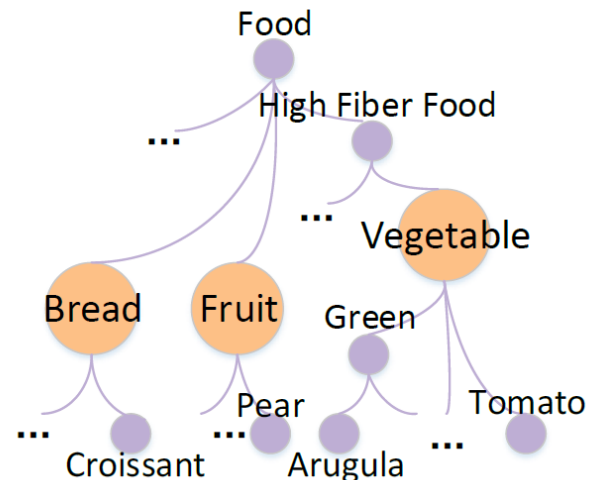 Food
High Fiber Food
...
...
Vegetable
Bread
Fruit
Green
Pear
Tomato
...
...
...
Croissant
Arugula